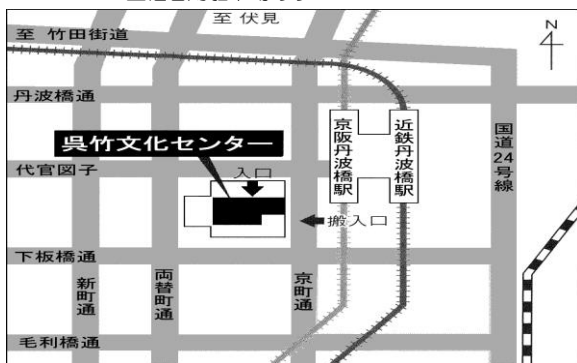 至 伏見
N
至 竹田街道
丹波橋通
京阪丹波橋駅
近鉄丹波橋駅
国道24号線
呉竹文化センター
代官図子
入口
搬入口
下板橋通
新町通
両替町通
京町通
毛利橋通